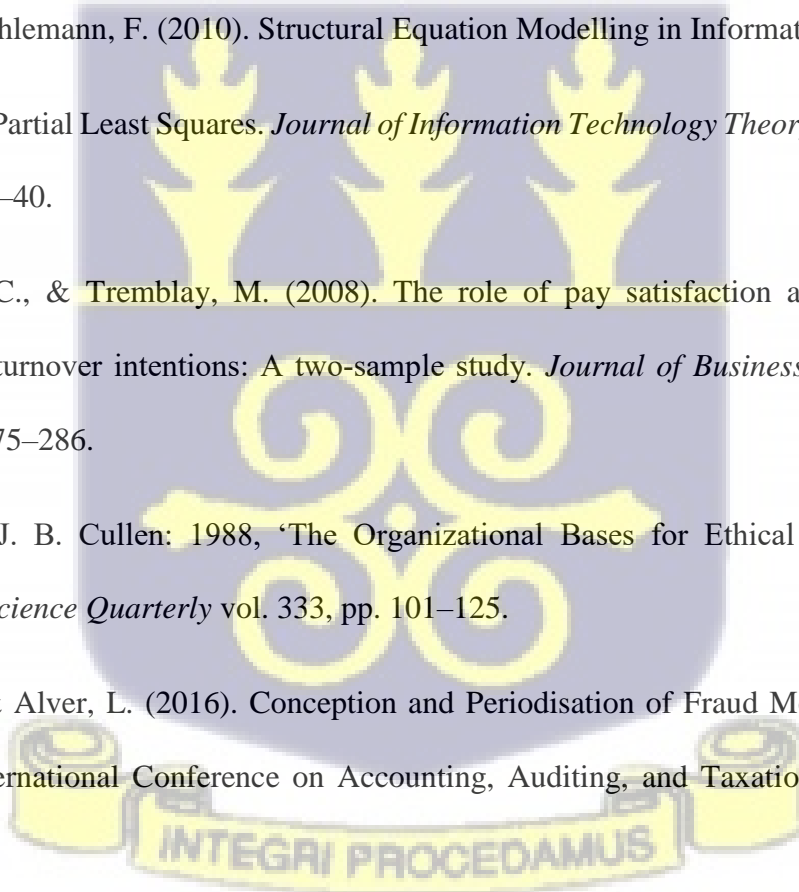 hlemann, F. (2010). Structural Equation Modelling in Informat
Partial Least Squares. Journal of Information Technology Theor
–40.
C., & Tremblay, M. (2008). The role of pay satisfaction a
turnover intentions: A two-sample study. Journal of Business
75–286.
J. B. Cullen: 1988, ‘The Organizational Bases for Ethical
cience Quarterly vol. 333, pp. 101–125.
Alver, L. (2016). Conception and Periodisation of Fraud M
ernational Conference on Accounting, Auditing, and Taxatio
INTEGRI PROCEDAMUS